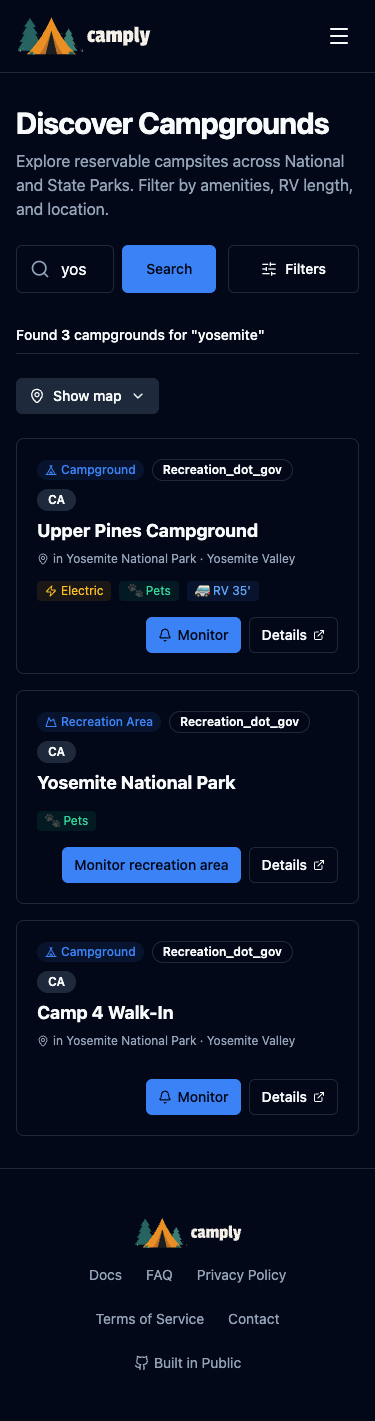 camply
Discover Campgrounds
Explore reservable campsites across National
and State Parks. Filter by amenities, RV length,
and location.
yos
Search
Filters
Found 3 campgrounds for "yosemite"
Show map
Campground
Recreation_dot_gov
CA
Upper Pines Campground
in Yosemite National Park · Yosemite Valley
Electric
Pets
RV 35'
Monitor
Details
Recreation Area
Recreation_dot_gov
CA
Yosemite National Park
Pets
Monitor recreation area
Details
Campground
Recreation_dot_gov
CA
Camp 4 Walk-In
in Yosemite National Park · Yosemite Valley
Monitor
Details
camply
Docs
FAQ
Privacy Policy
Terms of Service
Contact
Built in Public